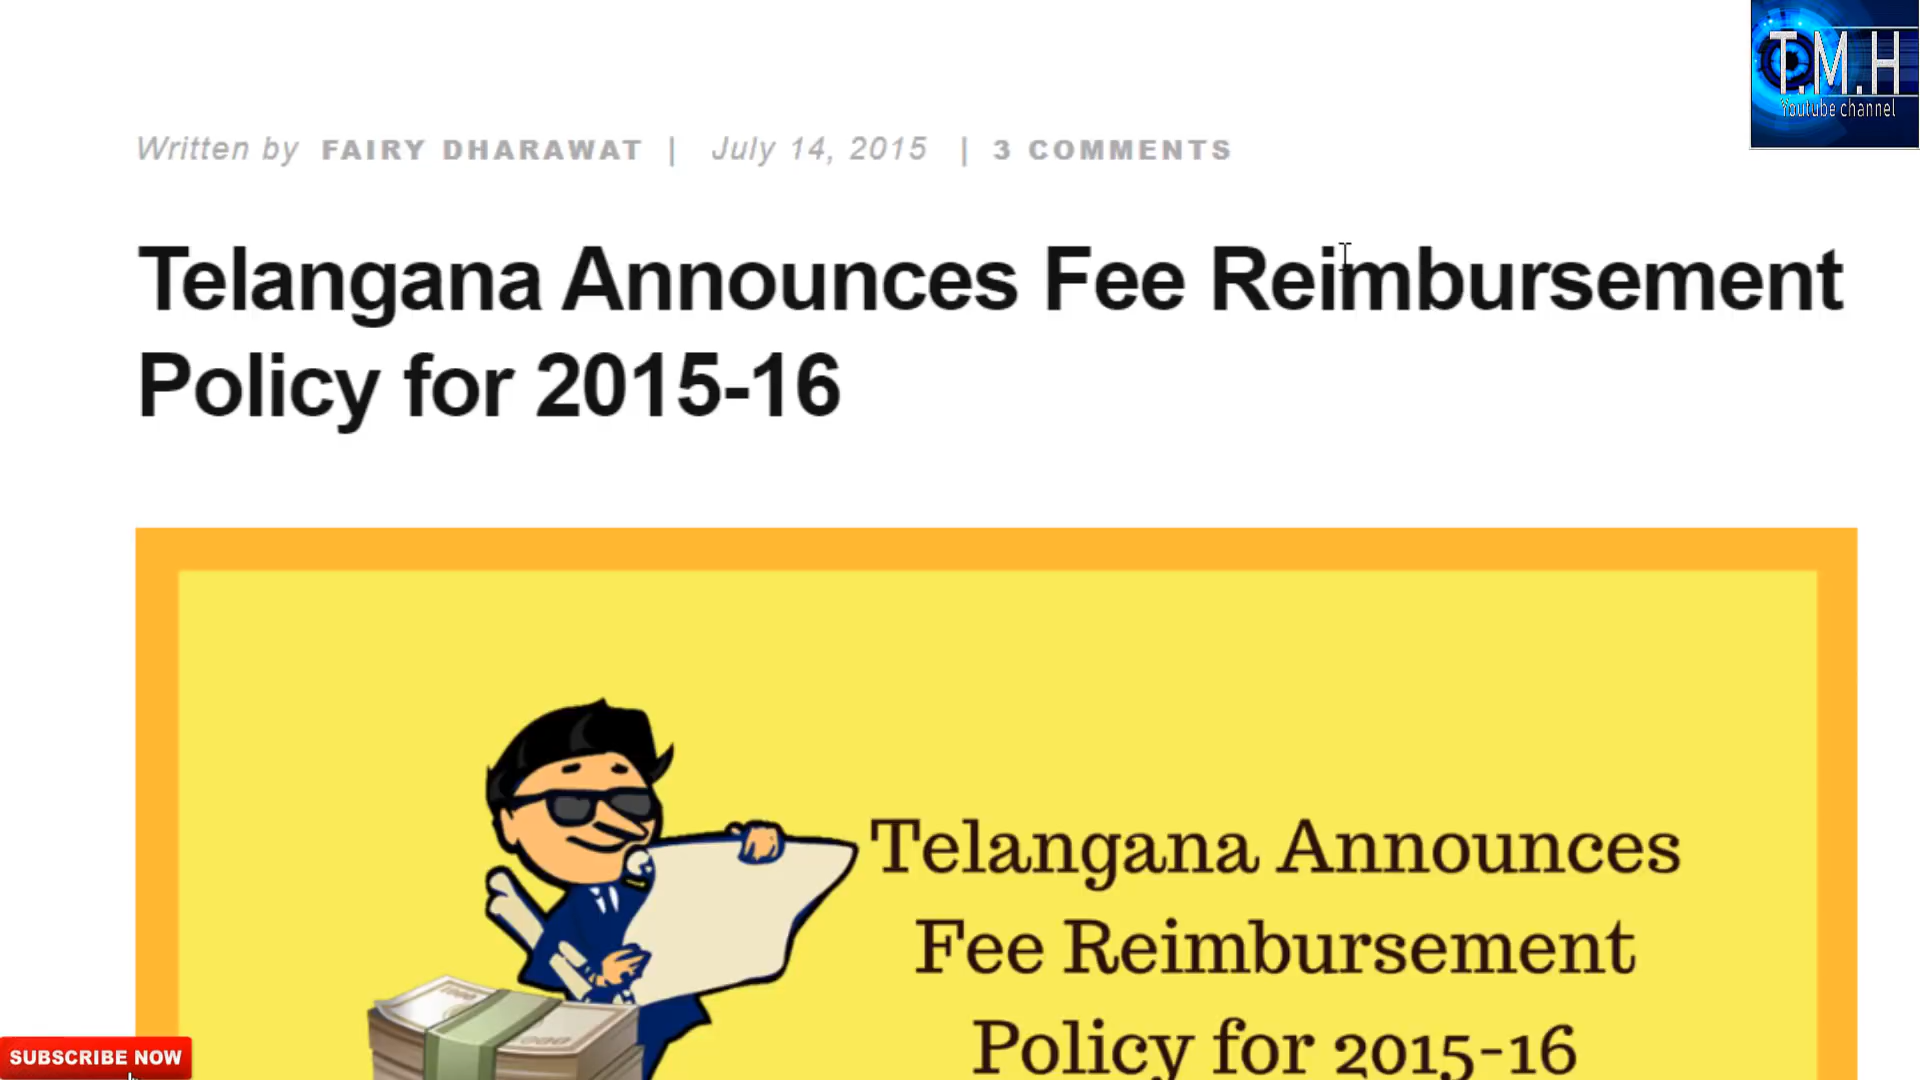 T.M.H
Youtube channel
Written by FAIRY DHARAWAT | July 14, 2015 | 3 COMMENTS
Telangana Announces Fee Reimbursement
Policy for 2015-16
Telangana Announces
Fee Reimbursement
Policy for 2015-16
SUBSCRIBE NOW